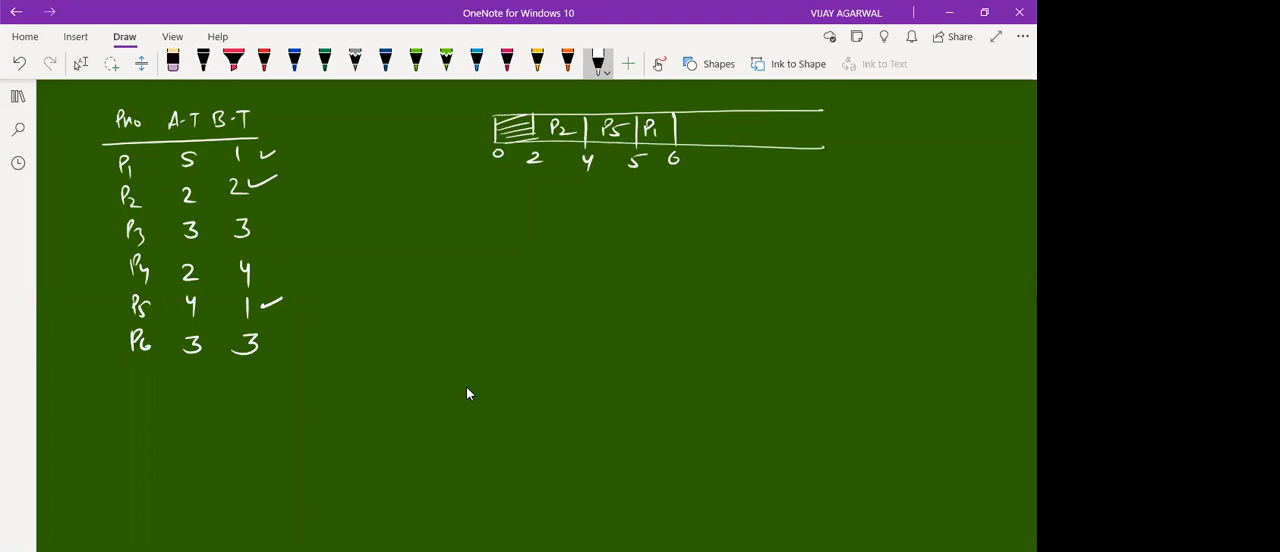 OneNote for Windows 10
VIJAY AGARWAL
Home Insert Draw View Help
Share
Shapes Ink to Shape Ink to Text
Pno A-T B-T
P1 5 1
P2 2 2
P3 3 3
P4 2 4
P5 4 1
P6 3 3
P2 P5 P1
0 2 4 5 6